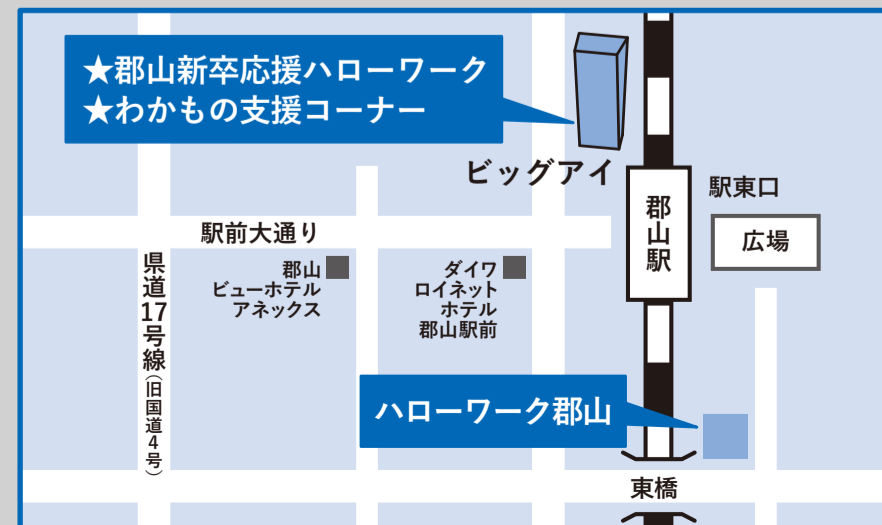 ★郡山新卒応援ハローワーク
★わかもの支援コーナー
ビッグアイ
駅東口
郡山駅
広場
駅前大通り
郡山
ビューホテル
アネックス
ダイワ
ロイネット
ホテル
郡山駅前
県道17号線(旧国道4号)
ハローワーク郡山
東橋